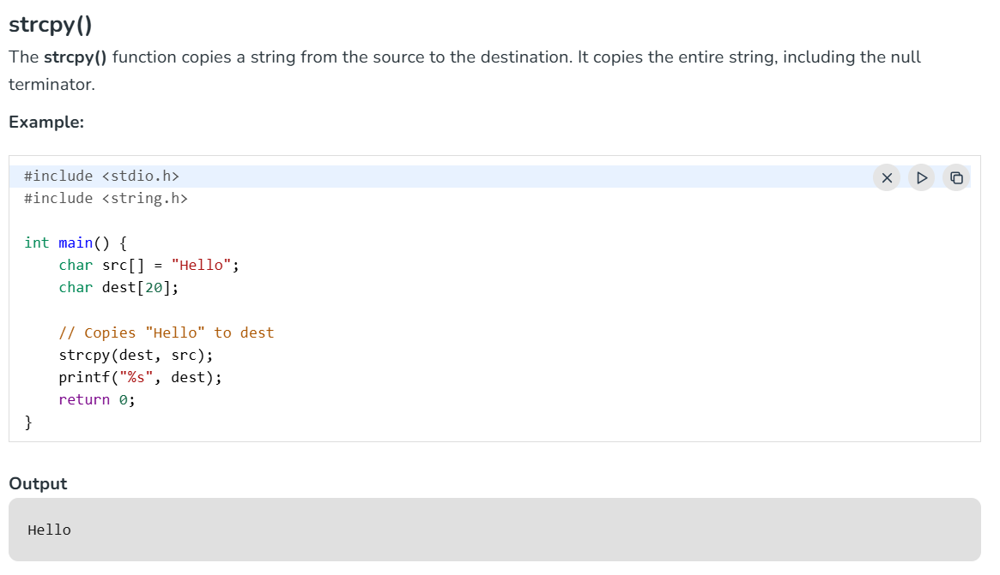 strcpy()
The strcpy() function copies a string from the source to the destination. It copies the entire string, including the null
terminator.
Example:
#include <stdio.h>
#include <string.h>
int main() {
    char src[] = "Hello";
    char dest[20];
    // Copies "Hello" to dest
    strcpy(dest, src);
    printf("%s", dest);
    return 0;
}
Output
Hello